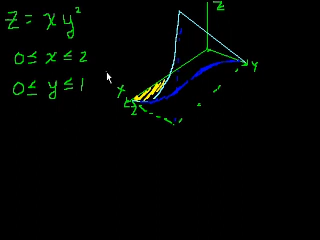 z = xy²
0 ≤ x ≤ 2
0 ≤ y ≤ 1
z
y
x
2